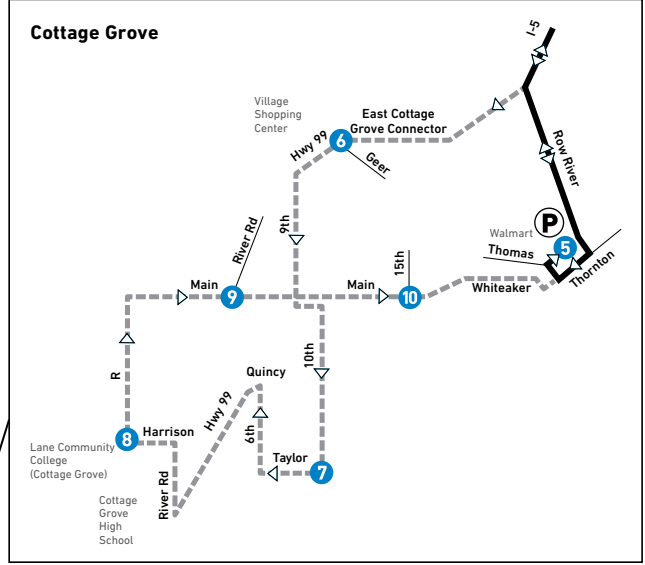 Cottage Grove
I-5
Village
Shopping
Center
East Cottage
Grove Connector
Hwy 99
6
Geer
Row River
9th
River Rd
P
Walmart
5
Thomas
Thornton
15th
Main
9
Main
10
Whiteaker
R
10th
Quincy
Hwy 99
6th
8
Harrison
Lane Community
College
(Cottage Grove)
River Rd
Taylor
7
Cottage
Grove
High
School